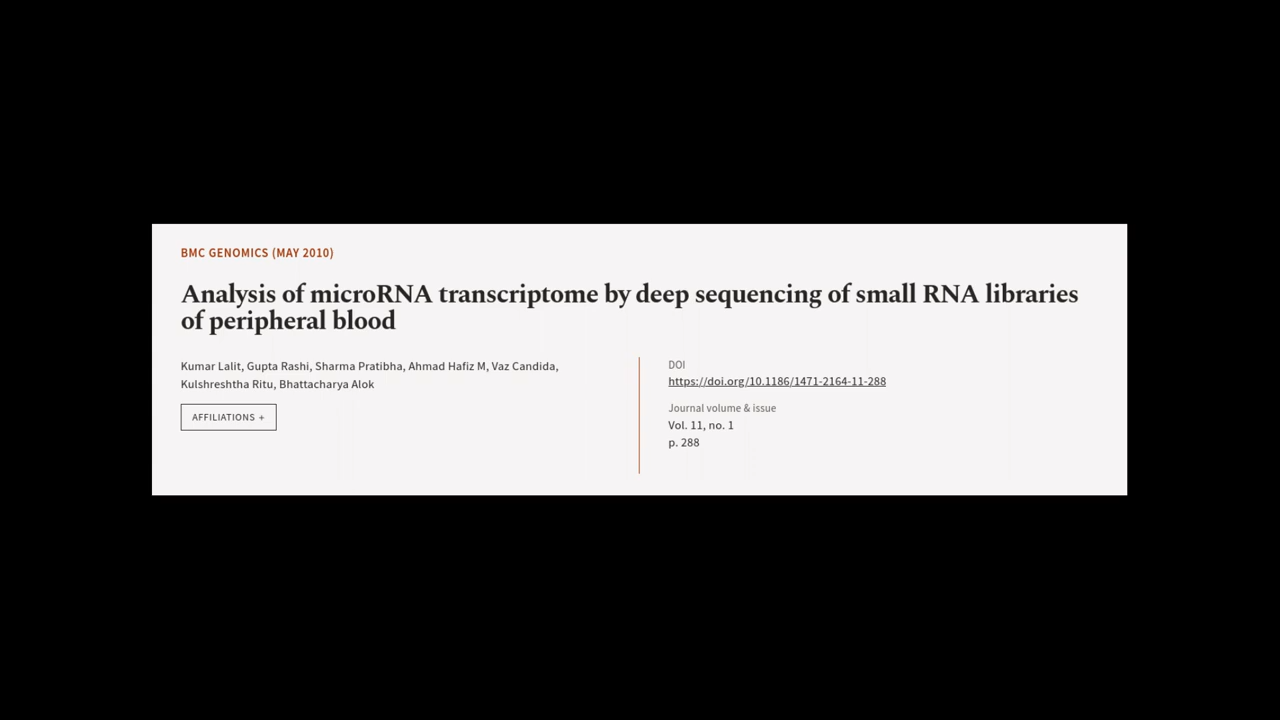 BMC GENOMICS (MAY 2010)
Analysis of microRNA transcriptome by deep sequencing of small RNA libraries
of peripheral blood
Kumar Lalit, Gupta Rashi, Sharma Pratibha, Ahmad Hafiz M, Vaz Candida,
Kulshreshtha Ritu, Bhattacharya Alok
AFFILIATIONS +
DOI
https://doi.org/10.1186/1471-2164-11-288
Journal volume & issue
Vol. 11, no. 1
p. 288